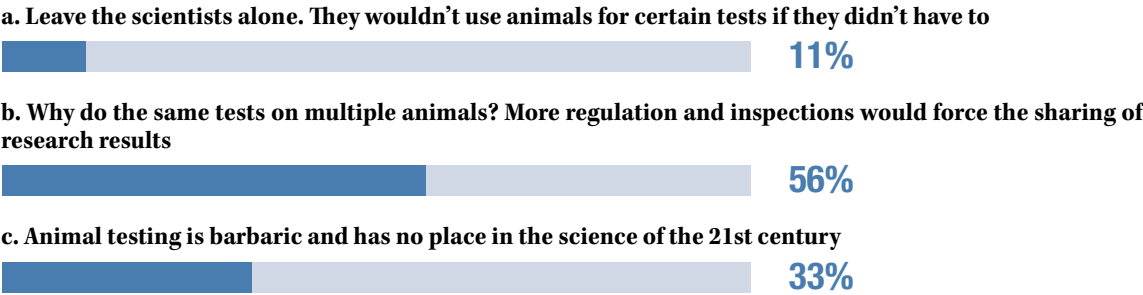 a. Leave the scientists alone. They wouldn’t use animals for certain tests if they didn’t have to
11%
b. Why do the same tests on multiple animals? More regulation and inspections would force the sharing of
research results
56%
c. Animal testing is barbaric and has no place in the science of the 21st century
33%